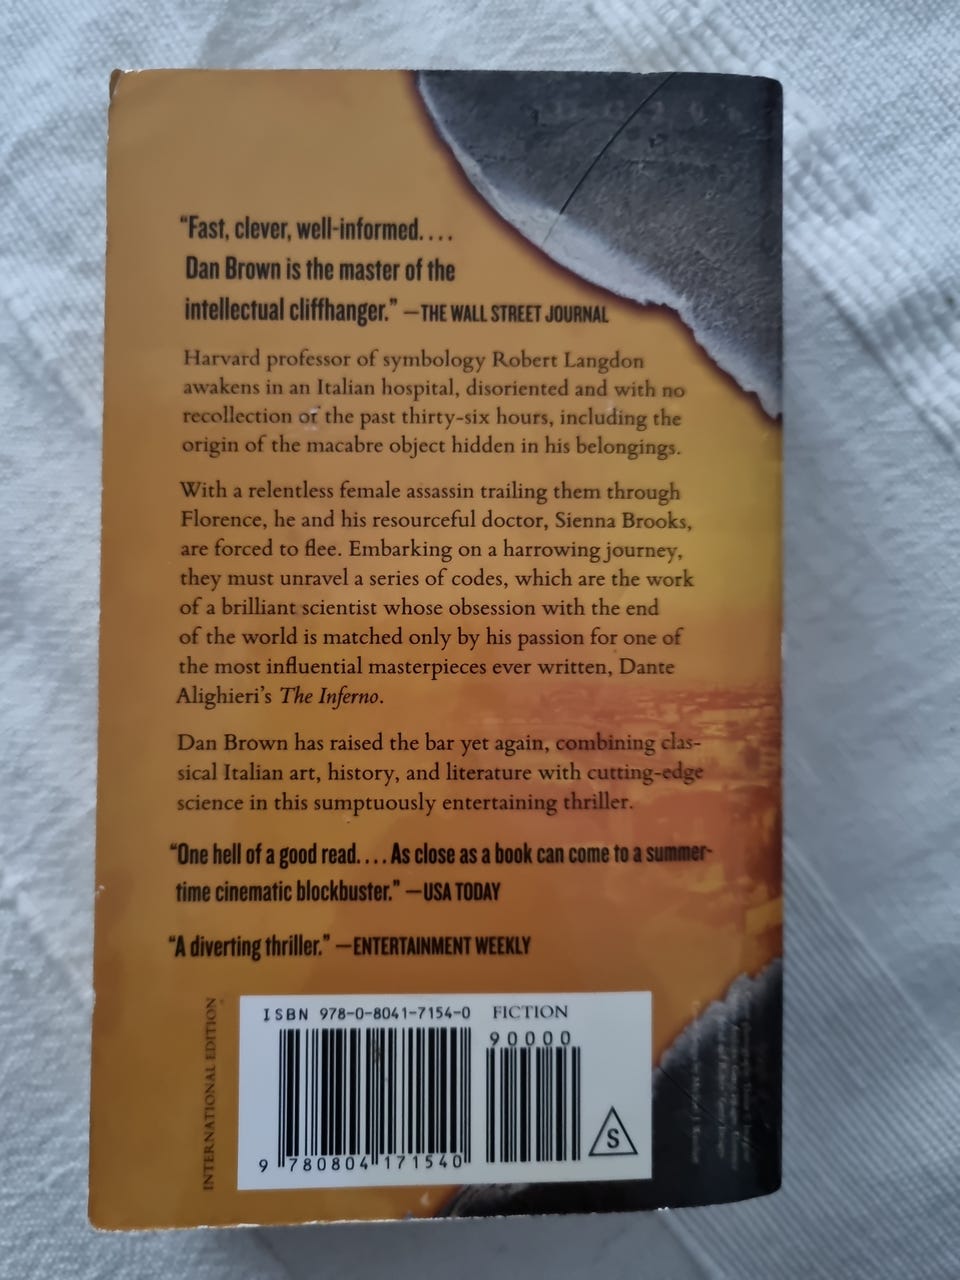 “Fast, clever, well-informed....
Dan Brown is the master of the
intellectual cliffhanger.” —THE WALL STREET JOURNAL
Harvard professor of symbology Robert Langdon
awakens in an Italian hospital, disoriented and with no
recollection of the past thirty-six hours, including the
origin of the macabre object hidden in his belongings.
With a relentless female assassin trailing them through
Florence, he and his resourceful doctor, Sienna Brooks,
are forced to flee. Embarking on a harrowing journey,
they must unravel a series of codes, which are the work
of a brilliant scientist whose obsession with the end
of the world is matched only by his passion for one of
the most influential masterpieces ever written, Dante
Alighieri’s The Inferno.
Dan Brown has raised the bar yet again, combining clas-
sical Italian art, history, and literature with cutting-edge
science in this sumptuously entertaining thriller.
“One hell of a good read.... As close as a book can come to a summer-
time cinematic blockbuster.” —USA TODAY
“A diverting thriller.” —ENTERTAINMENT WEEKLY
INTERNATIONAL EDITION
ISBN 978-0-8041-7154-0 FICTION
90000
9 780804 171540
S